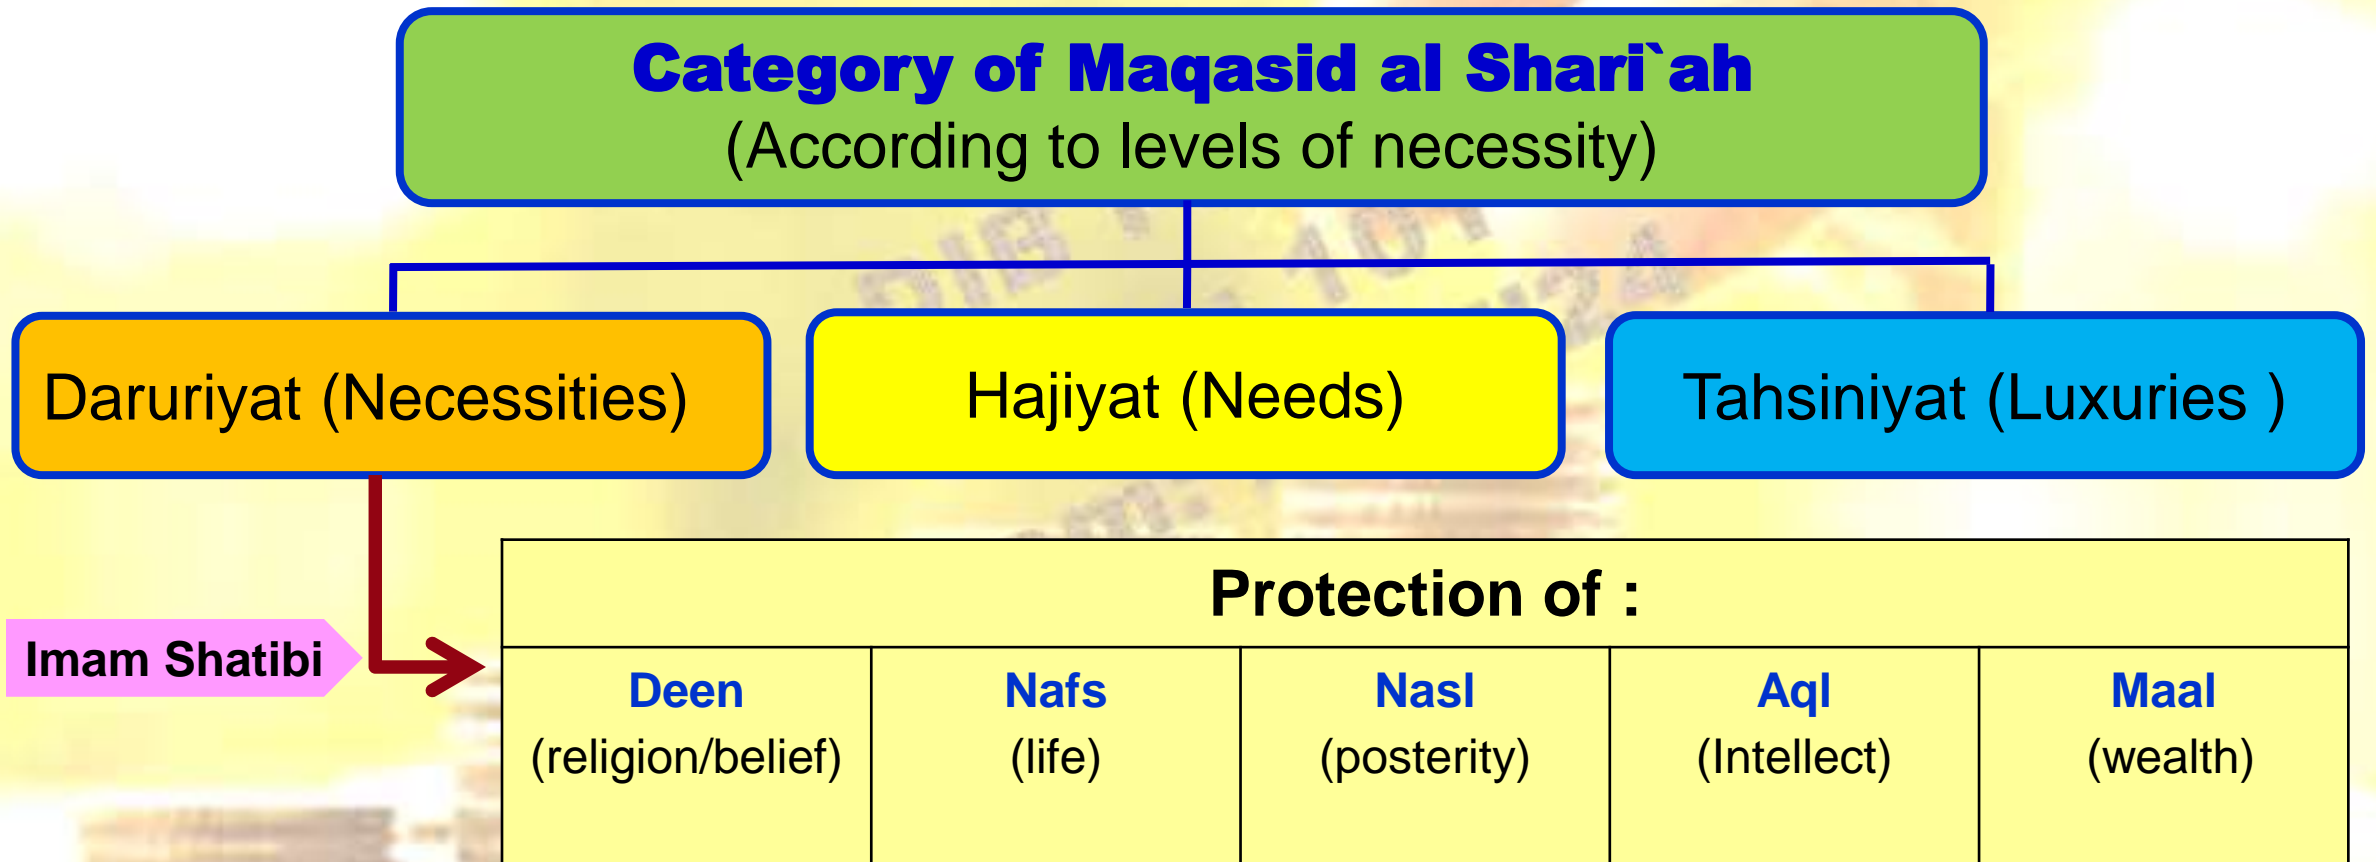 Category of Maqasid al Shari`ah
(According to levels of necessity)
Daruriyat (Necessities)
Hajiyat (Needs)
Tahsiniyat (Luxuries )
Protection of :
Imam Shatibi
Deen
(religion/belief)
Nafs
(life)
Nasl
(posterity)
Aql
(Intellect)
Maal
(wealth)